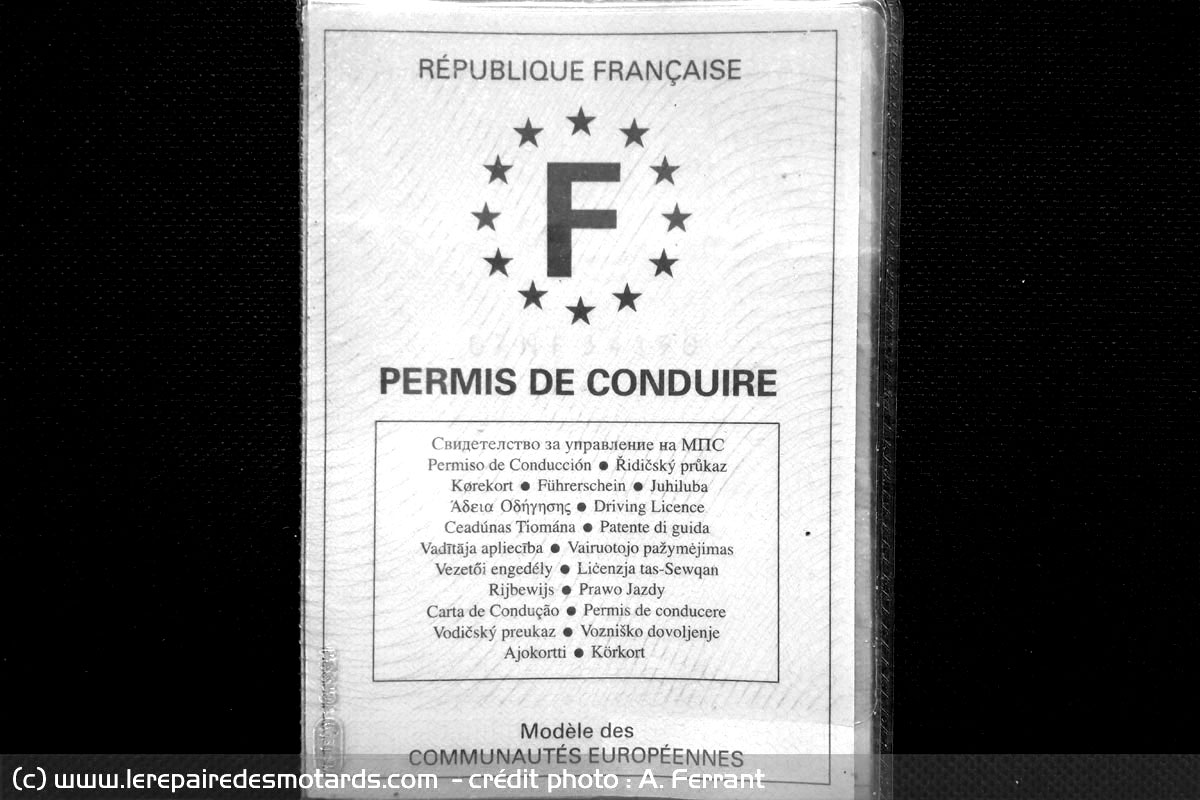 RÉPUBLIQUE FRANÇAISE
F
PERMIS DE CONDUIRE
Свидетелство за управление на МПС
Permiso de Conducción ● Řidičský průkaz
Kørekort ● Führerschein ● Juhiluba
Άδεια Οδήγησης ● Driving Licence
Ceadúnas Tiomána ● Patente di guida
Vadītāja apliecība ● Vairuotojo pažymėjimas
Vezetői engedély ● Liċenzja tas-Sewqan
Rijbewijs ● Prawo Jazdy
Carta de Condução ● Permis de conducere
Vodičský preukaz ● Vozniško dovoljenje
Ajokortti ● Körkort
Modèle des
COMMUNAUTÉS EUROPÉENNES
(c) www.lerepairedesmotards.com - crédit photo : A. Ferrant